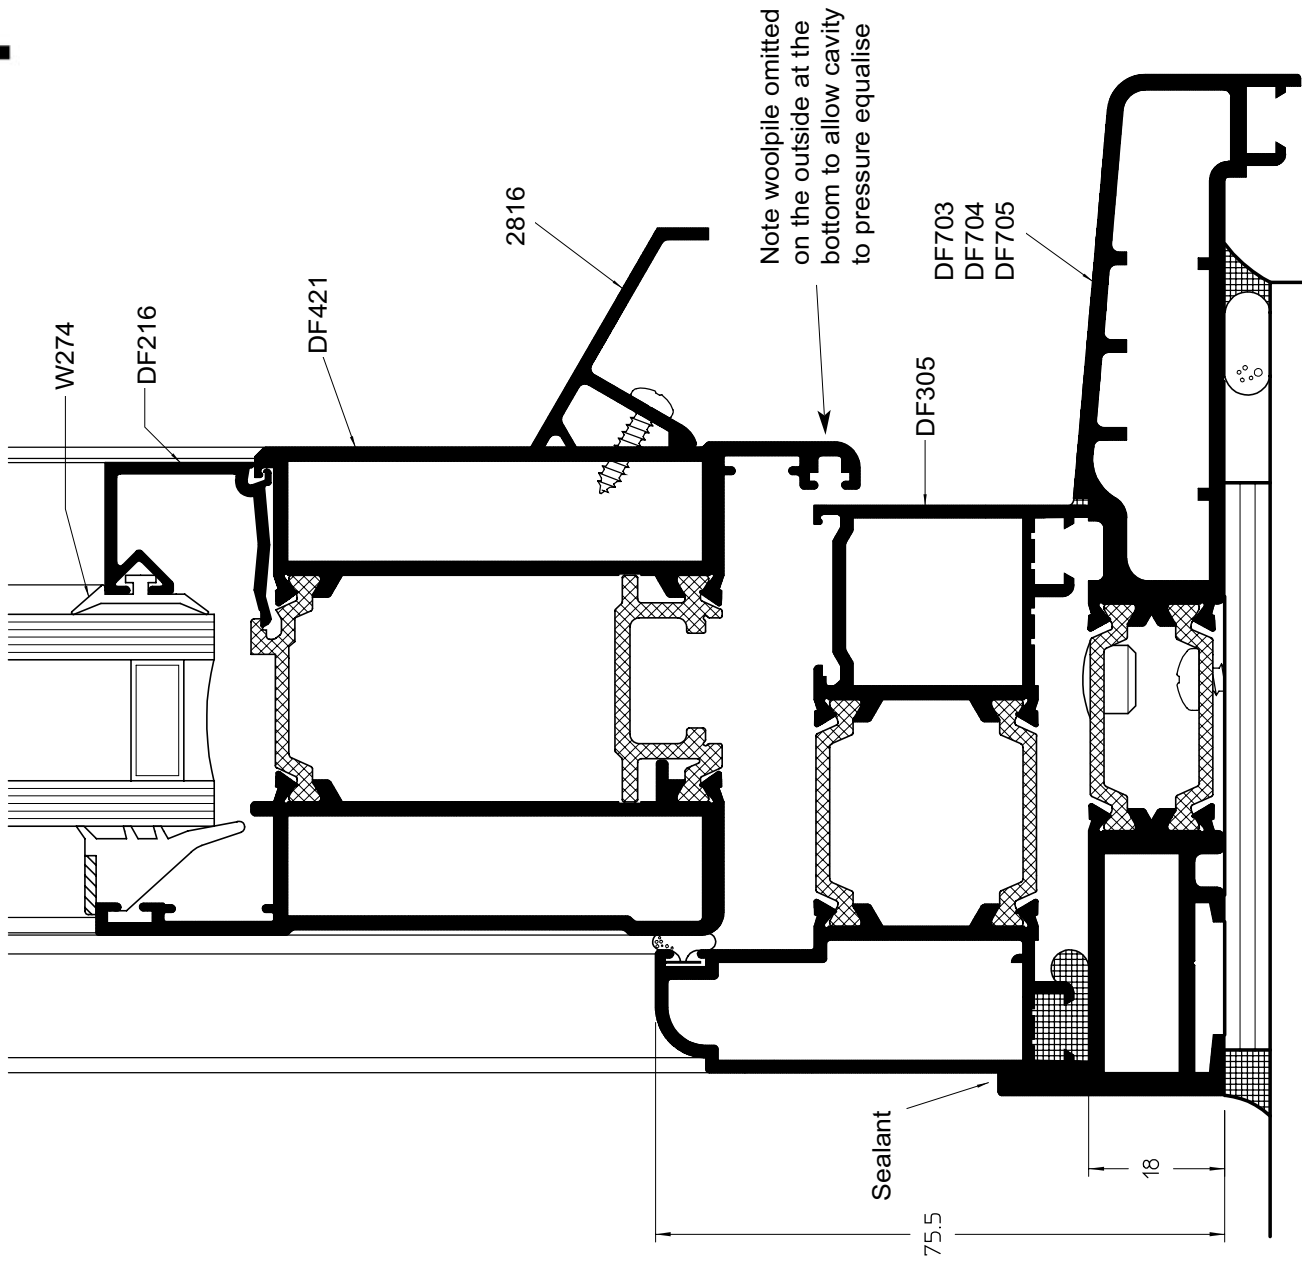 W274
DF216
DF421
2816
Note woolpile omitted
on the outside at the
bottom to allow cavity
to pressure equalise
DF703
DF704
DF705
DF305
Sealant
18
75.5